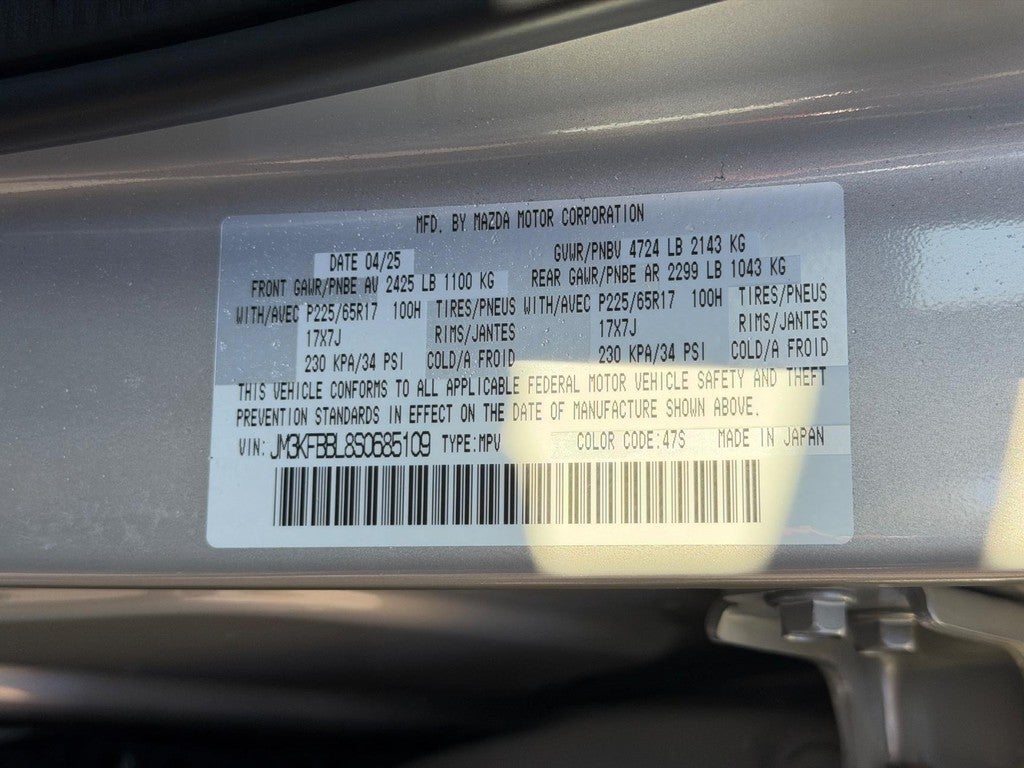 MFD. BY MAZDA MOTOR CORPORATION
DATE 04/25 GVWR/PNBV 4724 LB 2143 KG
FRONT GAWR/PNBE AV 2425 LB 1100 KG REAR GAWR/PNBE AR 2299 LB 1043 KG
WITH/AVEC P225/65R17 100H TIRES/PNEUS WITH/AVEC P225/65R17 100H TIRES/PNEUS
17X7J RIMS/JANTES 17X7J RIMS/JANTES
230 KPA/34 PSI COLD/A FROID 230 KPA/34 PSI COLD/A FROID
THIS VEHICLE CONFORMS TO ALL APPLICABLE FEDERAL MOTOR VEHICLE SAFETY AND THEFT
PREVENTION STANDARDS IN EFFECT ON THE DATE OF MANUFACTURE SHOWN ABOVE.
VIN: JM3KFBBL8S0685109 TYPE:MPV COLOR CODE:47S MADE IN JAPAN